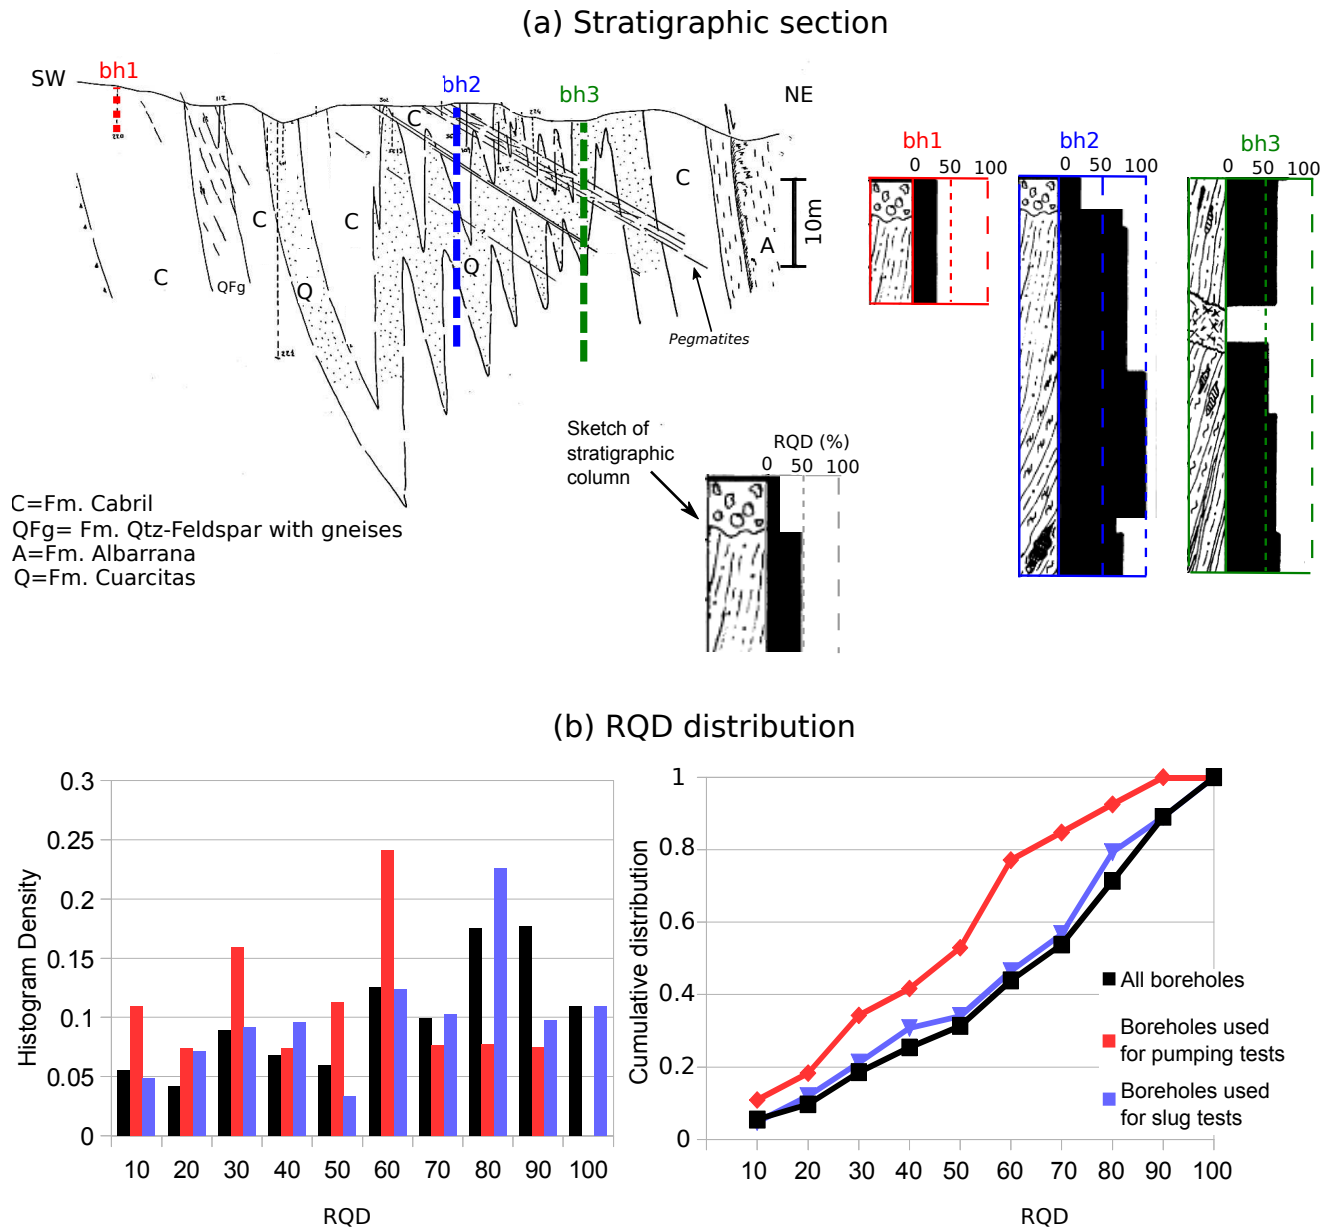 (a) Stratigraphic section
SW
bh1
bh2
bh3
NE
C
C
C
C
C
QFg
Q
Q
A
10m
Pegmatites
220
bh1
0 50 100
bh2
0 50 100
bh3
0 50 100
Sketch of
stratigraphic
column
RQD (%)
0 50 100
C=Fm. Cabril
QFg= Fm. Qtz-Feldspar with gneises
A=Fm. Albarrana
Q=Fm. Cuarcitas
(b) RQD distribution
Histogram Density
0.3
0.25
0.2
0.15
0.1
0.05
0
10 20 30 40 50 60 70 80 90 100
RQD
Cumulative distribution
1
0.8
0.6
0.4
0.2
0
10 20 30 40 50 60 70 80 90 100
RQD
All boreholes
Boreholes used
for pumping tests
Boreholes used
for slug tests